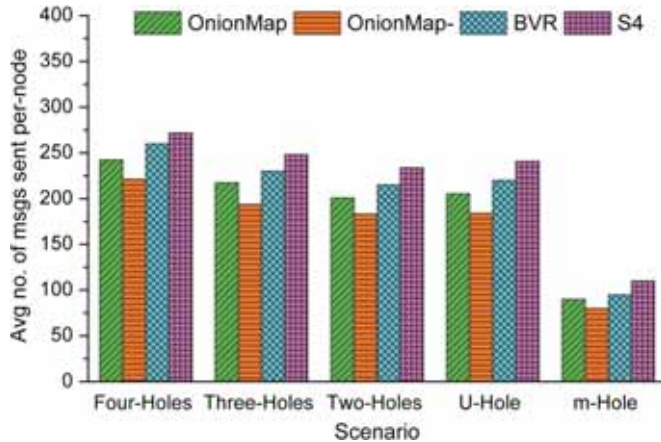 OnionMap OnionMap- BVR S4
400
350
300
250
200
150
100
50
0
Avg no. of msgs sent per-node
Four-Holes Three-Holes Two-Holes U-Hole m-Hole
Scenario